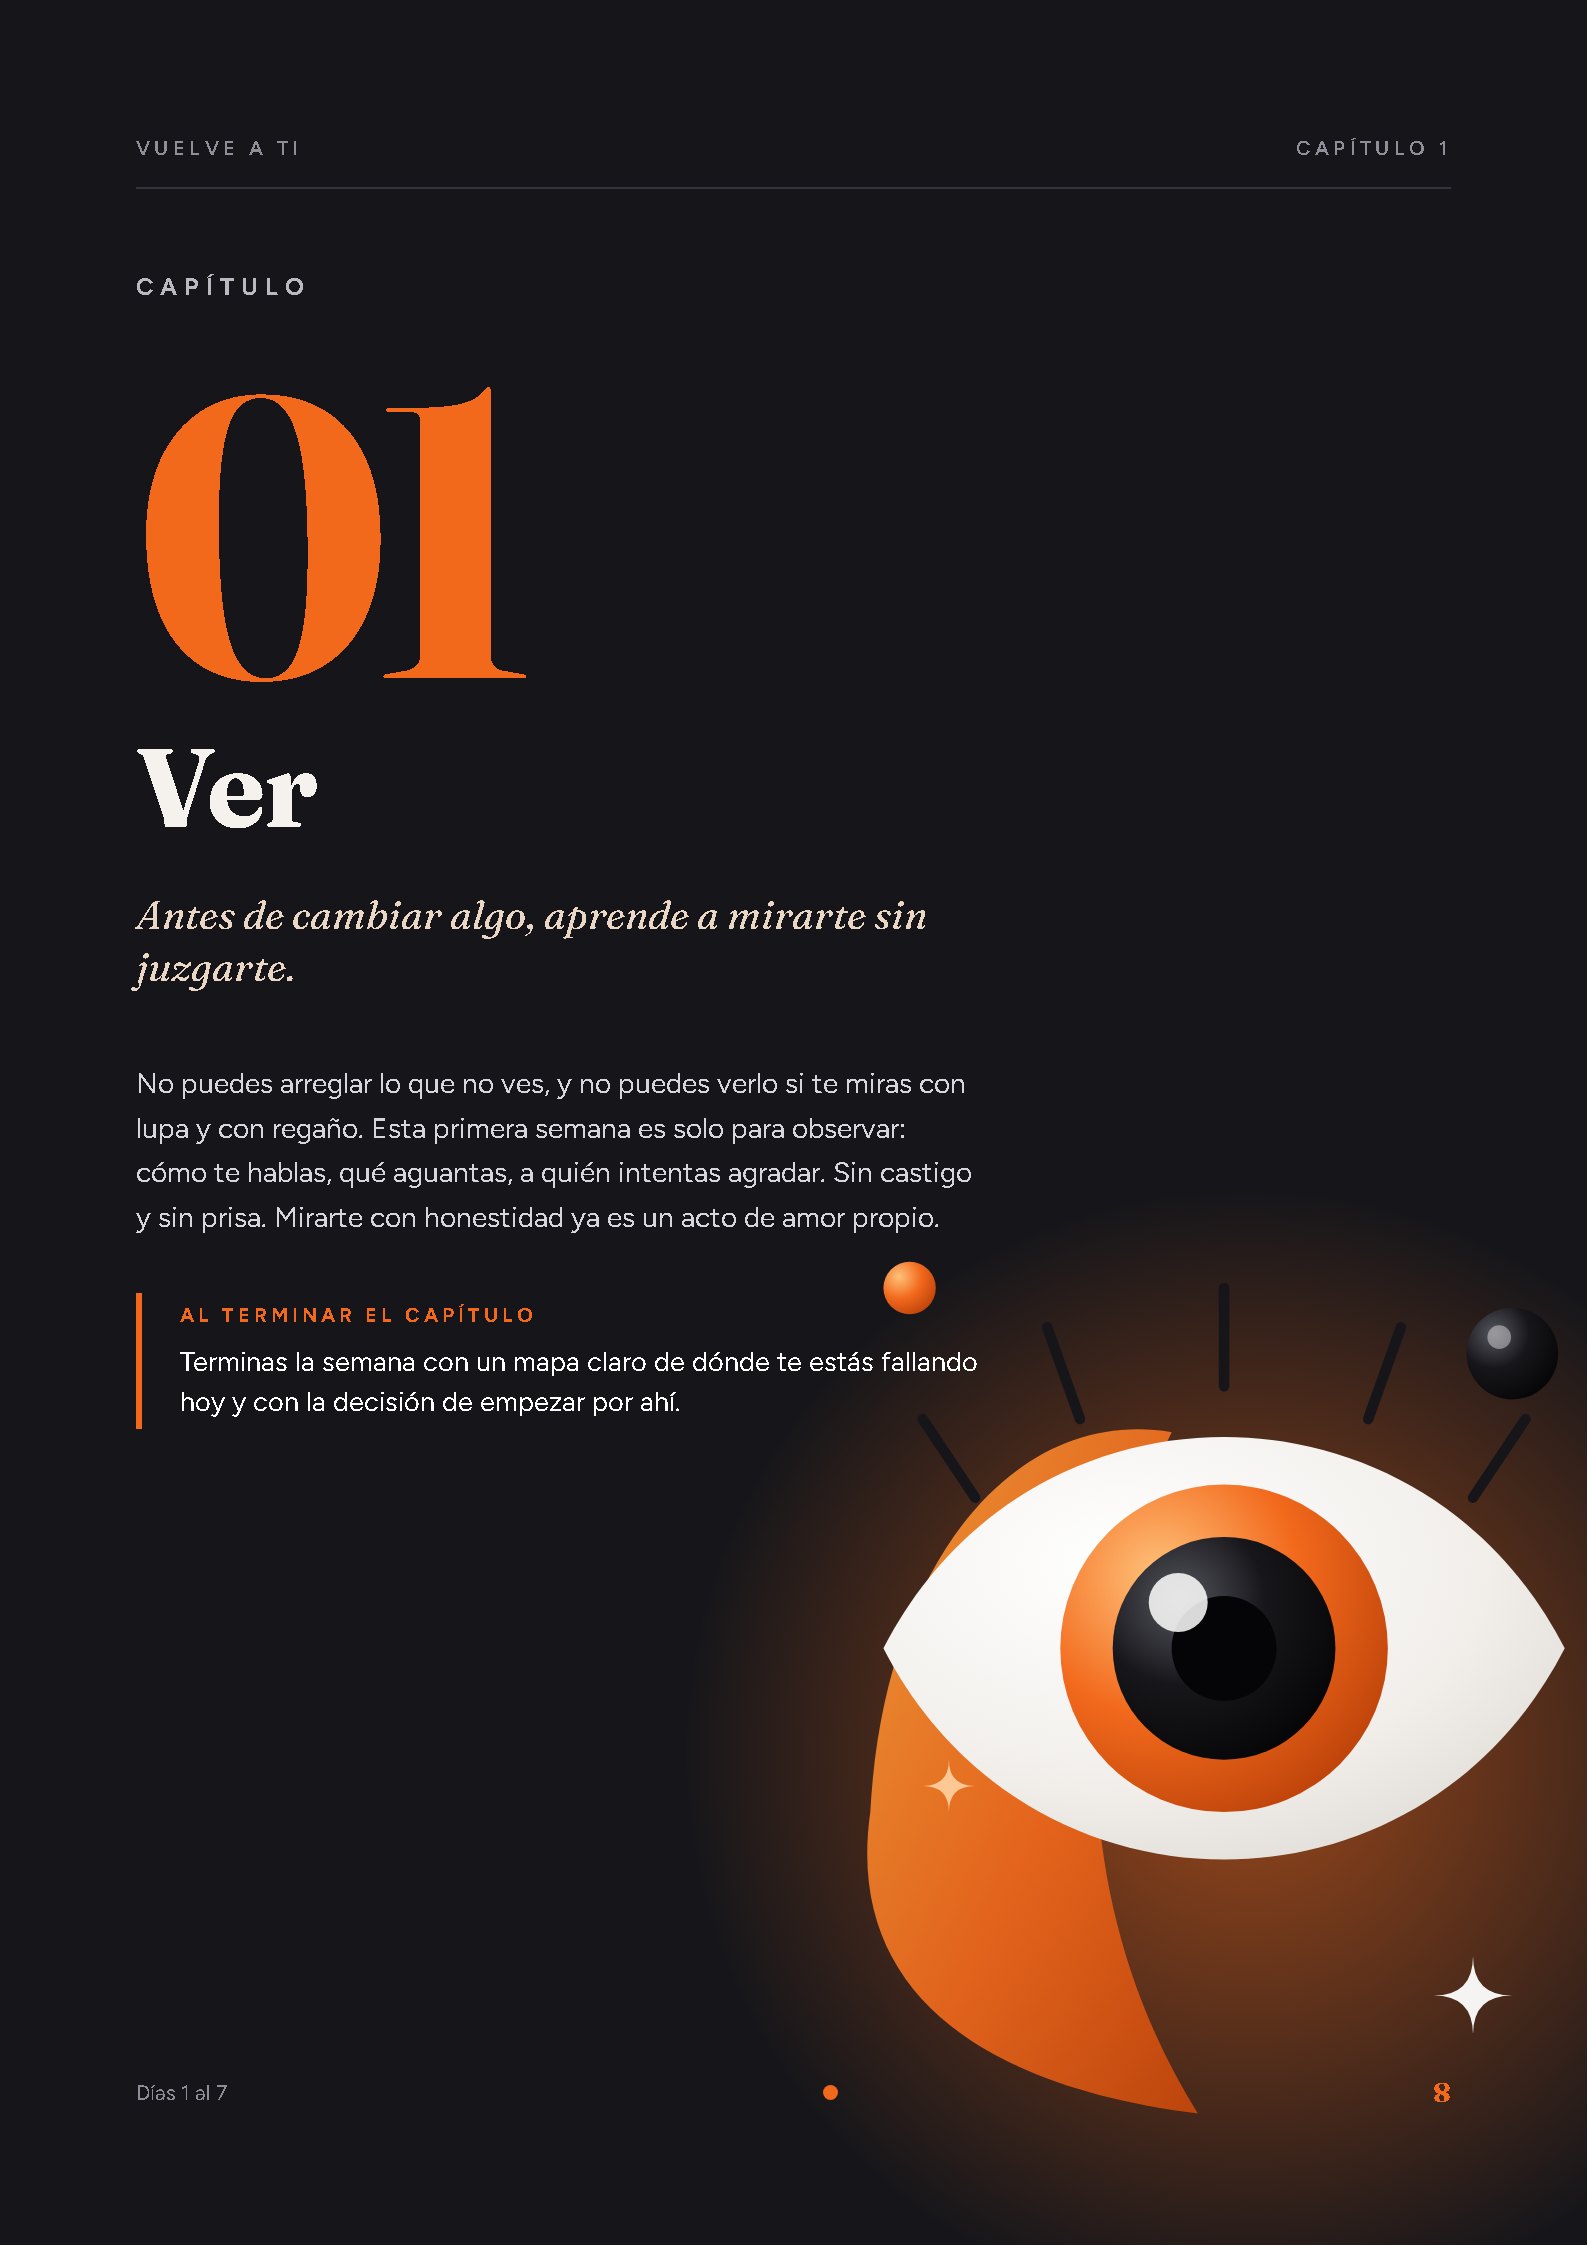 VUELVE A TI
CAPÍTULO 1
CAPÍTULO
01
Ver
Antes de cambiar algo, aprende a mirarte sin
juzgarte.
No puedes arreglar lo que no ves, y no puedes verlo si te miras con
lupa y con regaño. Esta primera semana es solo para observar:
cómo te hablas, qué aguantas, a quién intentas agradar. Sin castigo
y sin prisa. Mirarte con honestidad ya es un acto de amor propio.
AL TERMINAR EL CAPÍTULO
Terminas la semana con un mapa claro de dónde te estás fallando
hoy y con la decisión de empezar por ahí.
Días 1 al 7
8